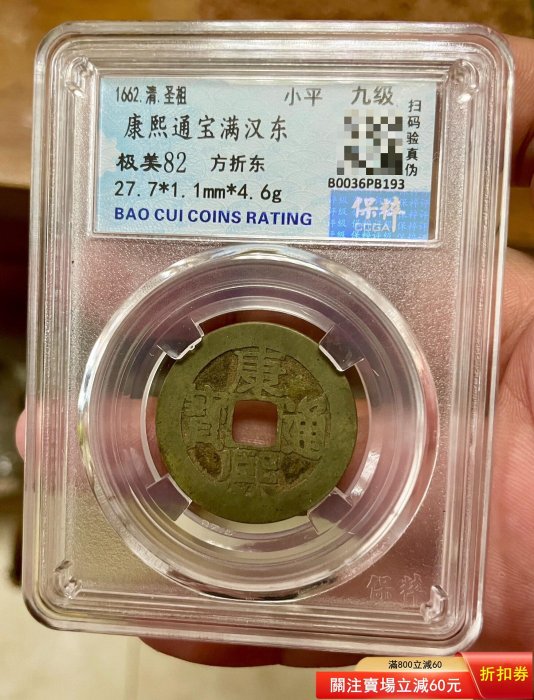 1662.清.圣祖
小平 九级
康熙通宝满汉东
极美82 方折东
27.7*1.1mm*4.6g
BAO CUI COINS RATING
扫码验真伪
B0036PB193
保粹
CCGA
康熙通寳
保粹
滿800立減60
關注賣場立減60元
折扣券